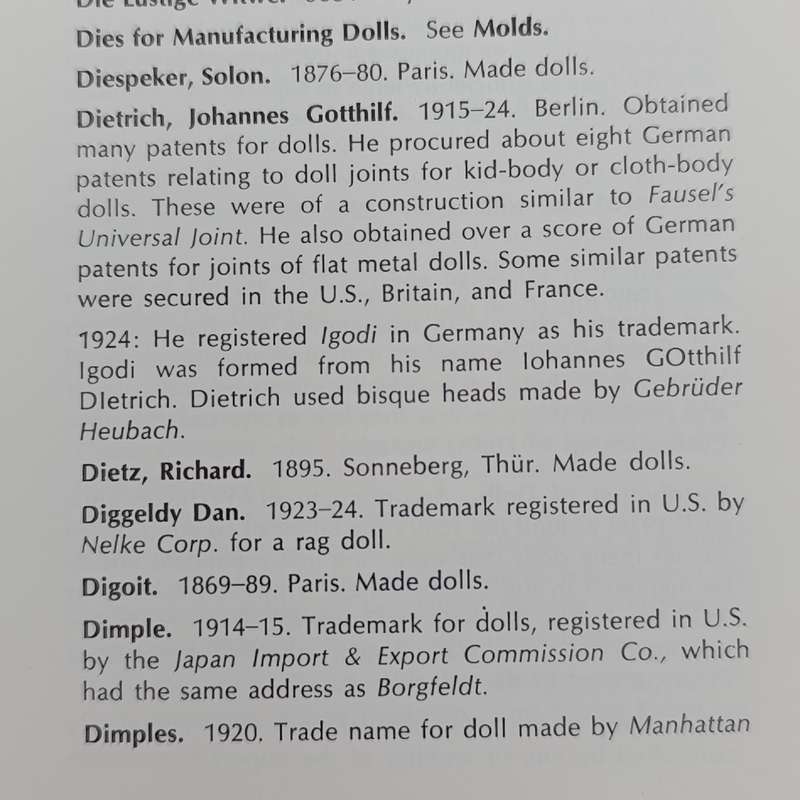 Dies for Manufacturing Dolls. See Molds.
Diespeker, Solon. 1876–80. Paris. Made dolls.
Dietrich, Johannes Gotthilf. 1915–24. Berlin. Obtained
many patents for dolls. He procured about eight German
patents relating to doll joints for kid-body or cloth-body
dolls. These were of a construction similar to Fausel's
Universal Joint. He also obtained over a score of German
patents for joints of flat metal dolls. Some similar patents
were secured in the U.S., Britain, and France.
1924: He registered Igodi in Germany as his trademark.
Igodi was formed from his name Iohannes GOtthilf
DIetrich. Dietrich used bisque heads made by Gebrüder
Heubach.
Dietz, Richard. 1895. Sonneberg, Thür. Made dolls.
Diggeldy Dan. 1923–24. Trademark registered in U.S. by
Nelke Corp. for a rag doll.
Digoit. 1869–89. Paris. Made dolls.
Dimple. 1914–15. Trademark for dolls, registered in U.S.
by the Japan Import & Export Commission Co., which
had the same address as Borgfeldt.
Dimples. 1920. Trade name for doll made by Manhattan